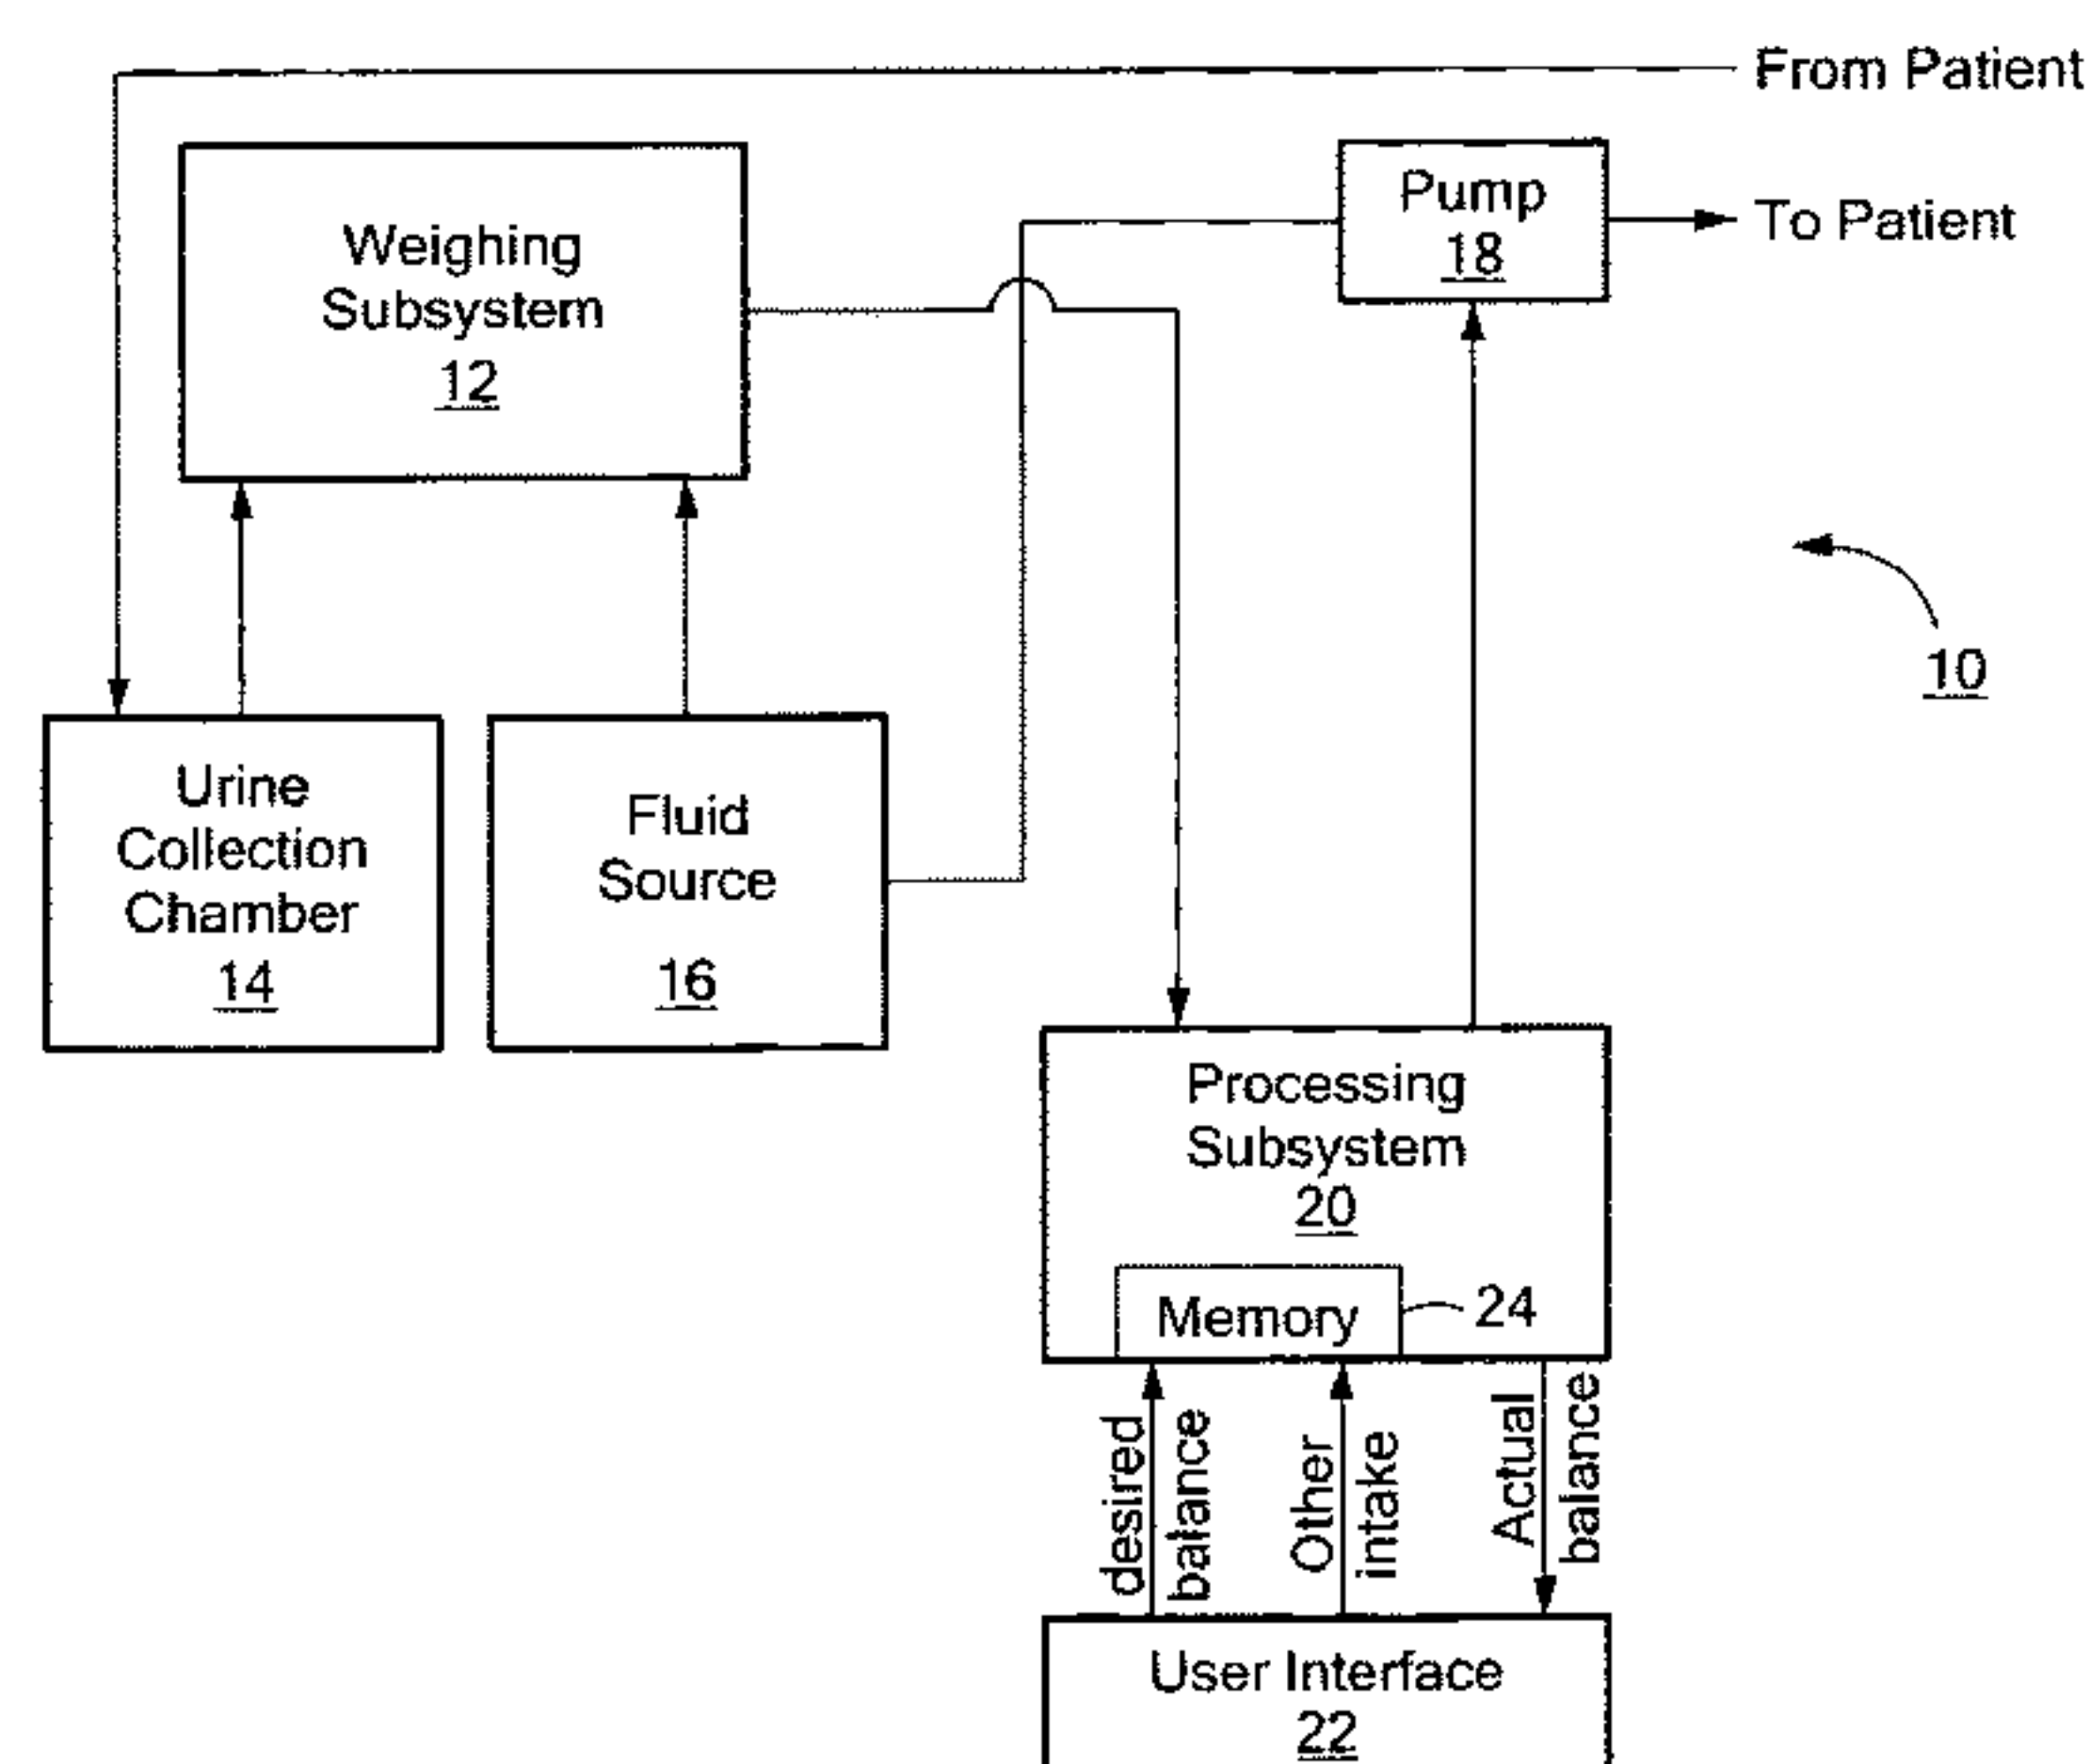 From Patient
Weighing
Subsystem
12
Pump
18
To Patient
10
Urine
Collection
Chamber
14
Fluid
Source
16
Processing
Subsystem
20
Memory
24
desired
balance
Other
intake
Actual
balance
User Interface
22